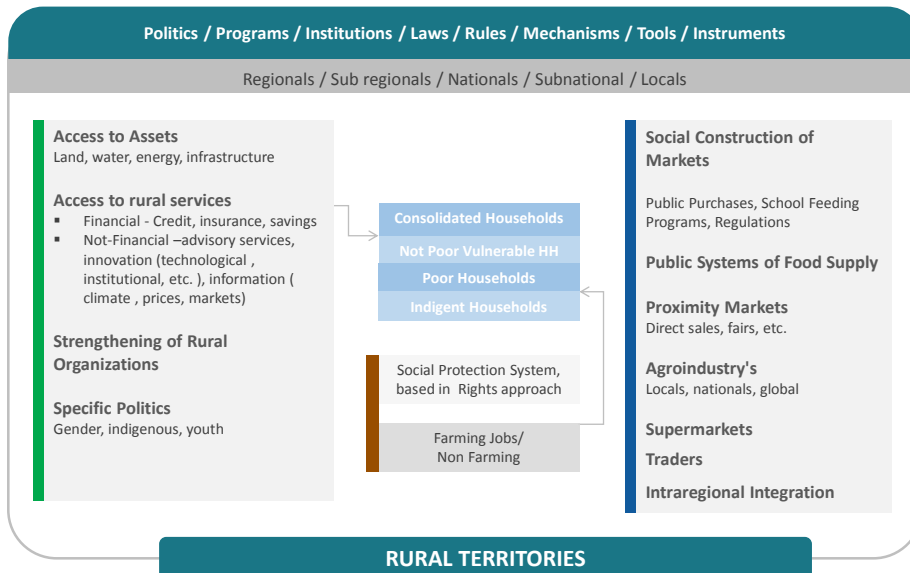 Politics / Programs / Institutions / Laws / Rules / Mechanisms / Tools / Instruments
Regionals / Sub regionals / Nationals / Subnational / Locals
Access to Assets
Land, water, energy, infrastructure
Access to rural services
▪ Financial - Credit, insurance, savings
▪ Not-Financial –advisory services,
innovation (technological ,
institutional, etc. ), information (
climate , prices, markets)
Strengthening of Rural
Organizations
Specific Politics
Gender, indigenous, youth
Consolidated Households
Not Poor Vulnerable HH
Poor Households
Indigent Households
Social Protection System,
based in Rights approach
Farming Jobs/
Non Farming
Social Construction of
Markets
Public Purchases, School Feeding
Programs, Regulations
Public Systems of Food Supply
Proximity Markets
Direct sales, fairs, etc.
Agroindustry's
Locals, nationals, global
Supermarkets
Traders
Intraregional Integration
RURAL TERRITORIES